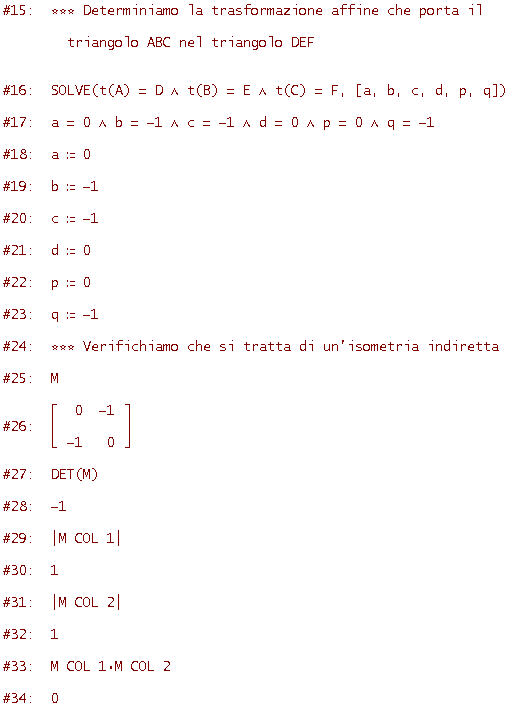 #15: *** Determiniamo la trasformazione affine che porta il
triangolo ABC nel triangolo DEF
#16: SOLVE(t(A) = D ∧ t(B) = E ∧ t(C) = F, [a, b, c, d, p, q])
#17: a = 0 ∧ b = -1 ∧ c = -1 ∧ d = 0 ∧ p = 0 ∧ q = -1
#18: a := 0
#19: b := -1
#20: c := -1
#21: d := 0
#22: p := 0
#23: q := -1
#24: *** Verifichiamo che si tratta di un'isometria indiretta
#25: M
#26: [ 0 -1 ]
[ -1 0 ]
#27: DET(M)
#28: -1
#29: |M COL 1|
#30: 1
#31: |M COL 2|
#32: 1
#33: M COL 1·M COL 2
#34: 0